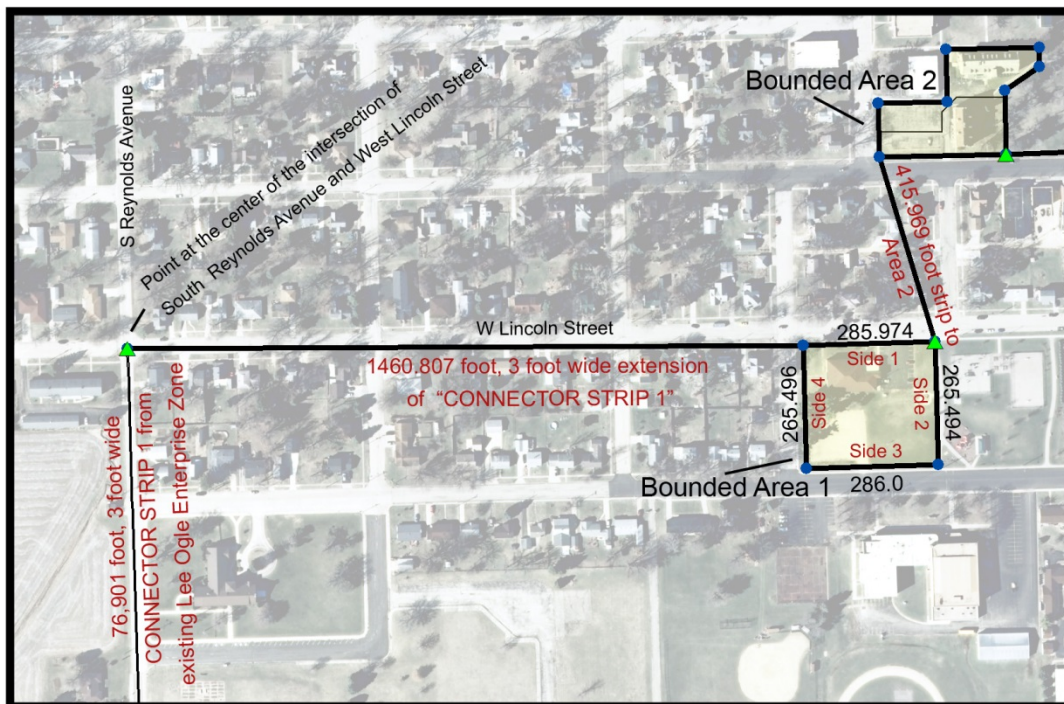 S Reynolds Avenue
Point at the center of the intersection of
South Reynolds Avenue and West Lincoln Street
Bounded Area 2
415.969 foot strip to
Area 2
W Lincoln Street
285.974
1460.807 foot, 3 foot wide extension
of "CONNECTOR STRIP 1"
265.496
Side 4
Side 1
Side 2
265.494
Side 3
Bounded Area 1
286.0
76,901 foot, 3 foot wide
CONNECTOR STRIP 1 from
existing Lee Ogle Enterprise Zone